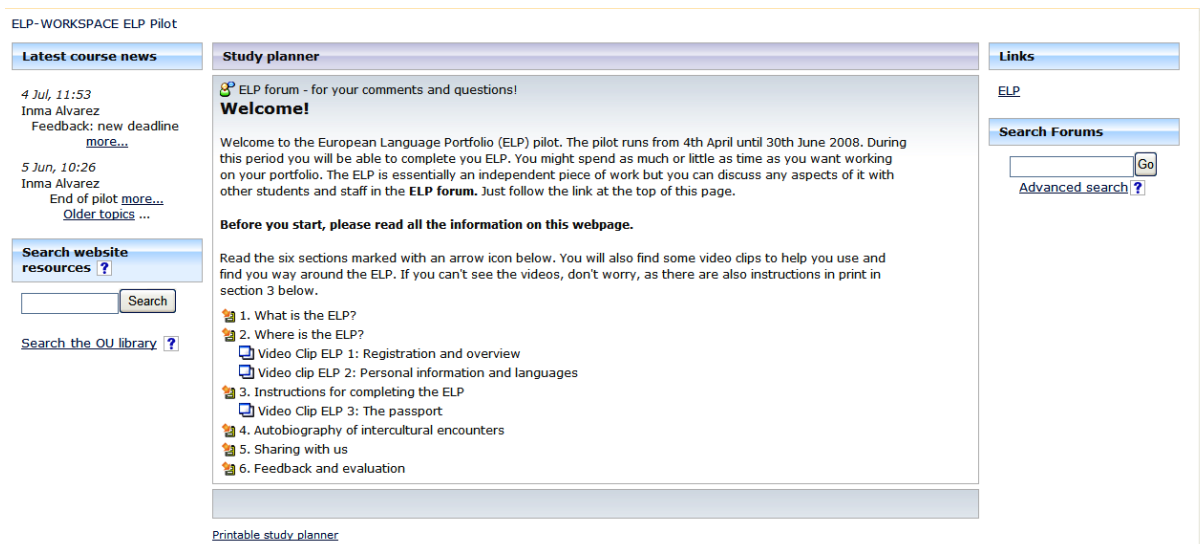 ELP-WORKSPACE ELP Pilot
Latest course news
4 Jul, 11:53
Inma Alvarez
Feedback: new deadline
more...
5 Jun, 10:26
Inma Alvarez
End of pilot more...
Older topics ...
Search website
resources ?
Search
Search the OU library ?
Study planner
ELP forum - for your comments and questions!
Welcome!
Welcome to the European Language Portfolio (ELP) pilot. The pilot runs from 4th April until 30th June 2008. During
this period you will be able to complete you ELP. You might spend as much or little as time as you want working
on your portfolio. The ELP is essentially an independent piece of work but you can discuss any aspects of it with
other students and staff in the ELP forum. Just follow the link at the top of this page.
Before you start, please read all the information on this webpage.
Read the six sections marked with an arrow icon below. You will also find some video clips to help you use and
find you way around the ELP. If you can't see the videos, don't worry, as there are also instructions in print in
section 3 below.
1. What is the ELP?
2. Where is the ELP?
Video Clip ELP 1: Registration and overview
Video clip ELP 2: Personal information and languages
3. Instructions for completing the ELP
Video Clip ELP 3: The passport
4. Autobiography of intercultural encounters
5. Sharing with us
6. Feedback and evaluation
Printable study planner
Links
ELP
Search Forums
Go
Advanced search ?